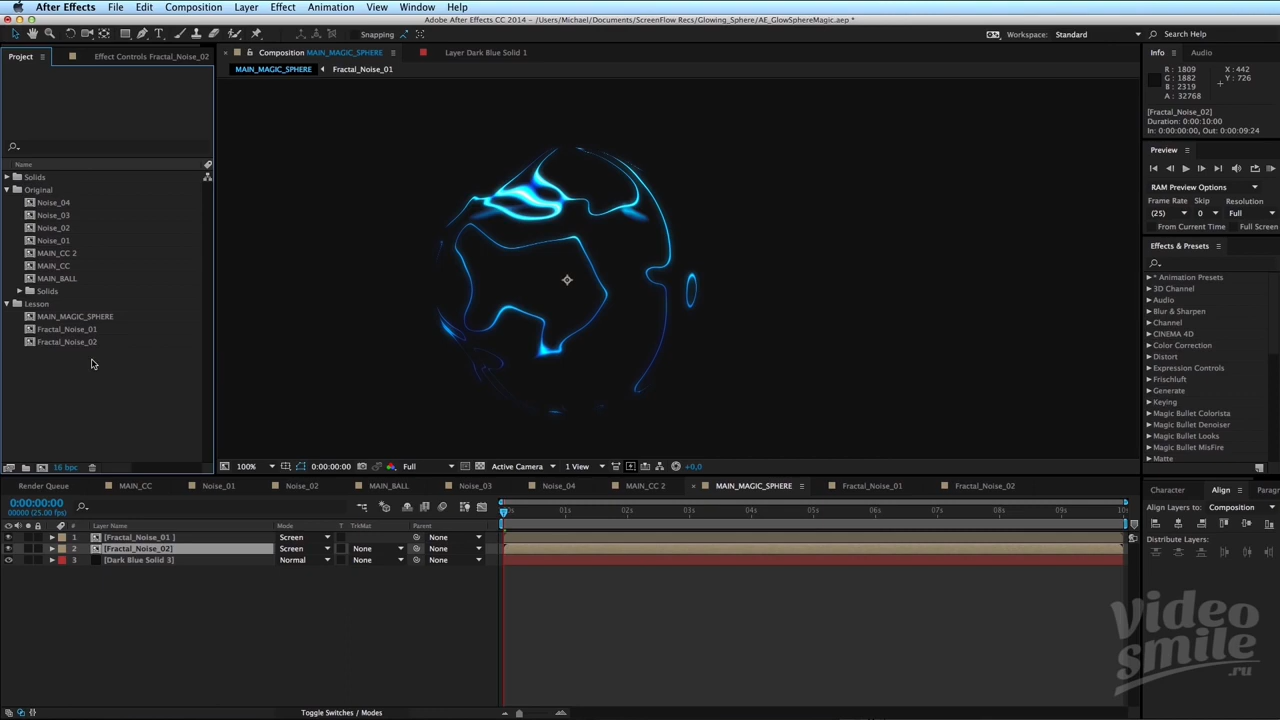 After Effects File Edit Composition Layer Effect Animation View Window Help
Adobe After Effects CC 2014 - /Users/Michael/Documents/ScreenFlow Recs/Glowing_Sphere/AE_GlowSphereMagic.aep *
Snapping
Workspace: Standard
Search Help
Project
Effect Controls Fractal_Noise_02
Composition MAIN_MAGIC_SPHERE
Layer Dark Blue Solid 1
Info
Audio
MAIN_MAGIC_SPHERE
Fractal_Noise_01
R : 1809
G : 1882
B : 2319
A : 32768
X : 442
Y : 726
[Fractal_Noise_02]
Duration: 0:00:10:00
In: 0:00:00:00, Out: 0:00:09:24
Preview
RAM Preview Options
Frame Rate Skip Resolution
(25) 0 Full
From Current Time Full Screen
Effects & Presets
* Animation Presets
3D Channel
Audio
Blur & Sharpen
Channel
CINEMA 4D
Color Correction
Distort
Expression Controls
Frischluft
Generate
Keying
Magic Bullet Colorista
Magic Bullet Denoiser
Magic Bullet Looks
Magic Bullet MisFire
Matte
Name
Solids
Original
Noise_04
Noise_03
Noise_02
Noise_01
MAIN_CC 2
MAIN_CC
MAIN_BALL
Solids
Lesson
MAIN_MAGIC_SPHERE
Fractal_Noise_01
Fractal_Noise_02
16 bpc
100%
0:00:00:00
Full
Active Camera
1 View
+0,0
Render Queue
MAIN_CC
Noise_01
Noise_02
MAIN_BALL
Noise_03
Noise_04
MAIN_CC 2
MAIN_MAGIC_SPHERE
Fractal_Noise_01
Fractal_Noise_02
Character
Align
Paragr
0:00:00:00
00000 (25.00 fps)
01s 02s 03s 04s 05s 06s 07s 08s 09s 10s
Align Layers to: Composition
Distribute Layers:
# Layer Name Mode T TrkMat Parent
1 [Fractal_Noise_01 ] Screen None
2 [Fractal_Noise_02] Screen None None
3 [Dark Blue Solid 3] Normal None None
Toggle Switches / Modes
video
smile
.ru